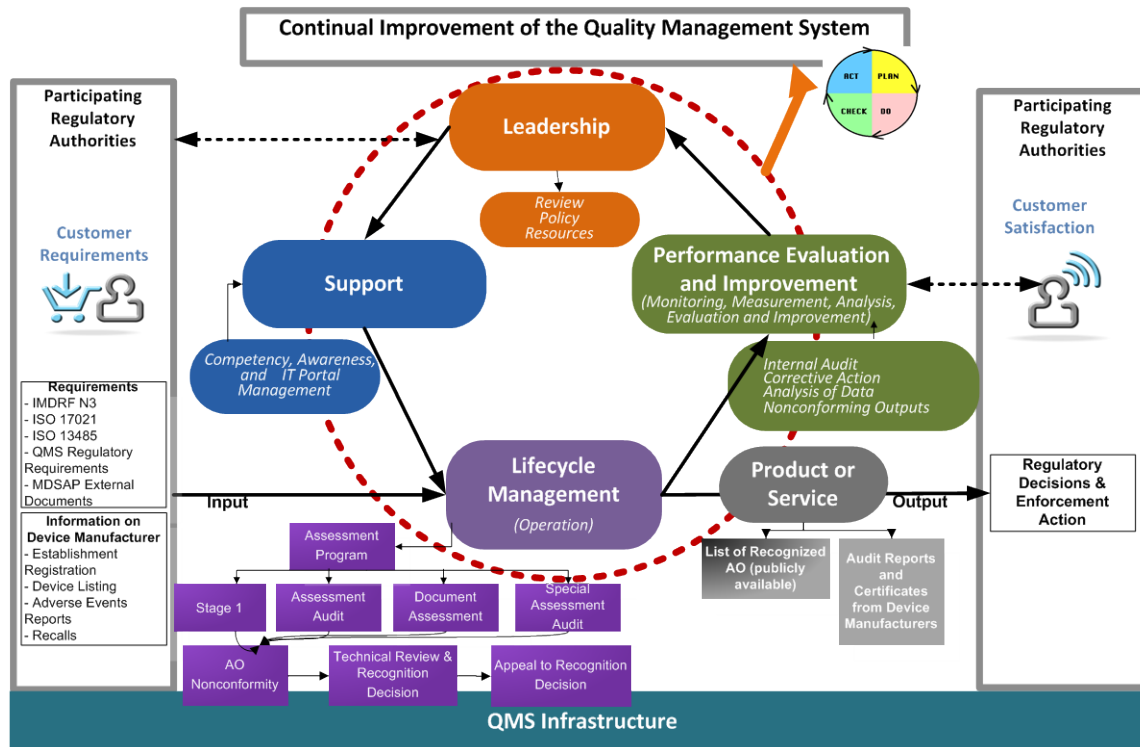 Continual Improvement of the Quality Management System
ACT
PLAN
CHECK
DO
Participating
Regulatory
Authorities
Customer
Requirements
Requirements
- IMDRF N3
- ISO 17021
- ISO 13485
- QMS Regulatory
Requirements
- MDSAP External
Documents
Information on
Device Manufacturer
- Establishment
Registration
- Device Listing
- Adverse Events
Reports
- Recalls
Leadership
Review
Policy
Resources
Support
Competency, Awareness,
and IT Portal
Management
Performance Evaluation
and Improvement
(Monitoring, Measurement, Analysis,
Evaluation and Improvement)
Internal Audit
Corrective Action
Analysis of Data
Nonconforming Outputs
Input
Lifecycle
Management
(Operation)
Product or
Service
Output
List of Recognized
AO (publicly
available)
Audit Reports
and
Certificates
from Device
Manufacturers
Assessment
Program
Stage 1
Assessment
Audit
Document
Assessment
Special
Assessment
Audit
AO
Nonconformity
Technical Review &
Recognition
Decision
Appeal to Recognition
Decision
Participating
Regulatory
Authorities
Customer
Satisfaction
Regulatory
Decisions &
Enforcement
Action
QMS Infrastructure